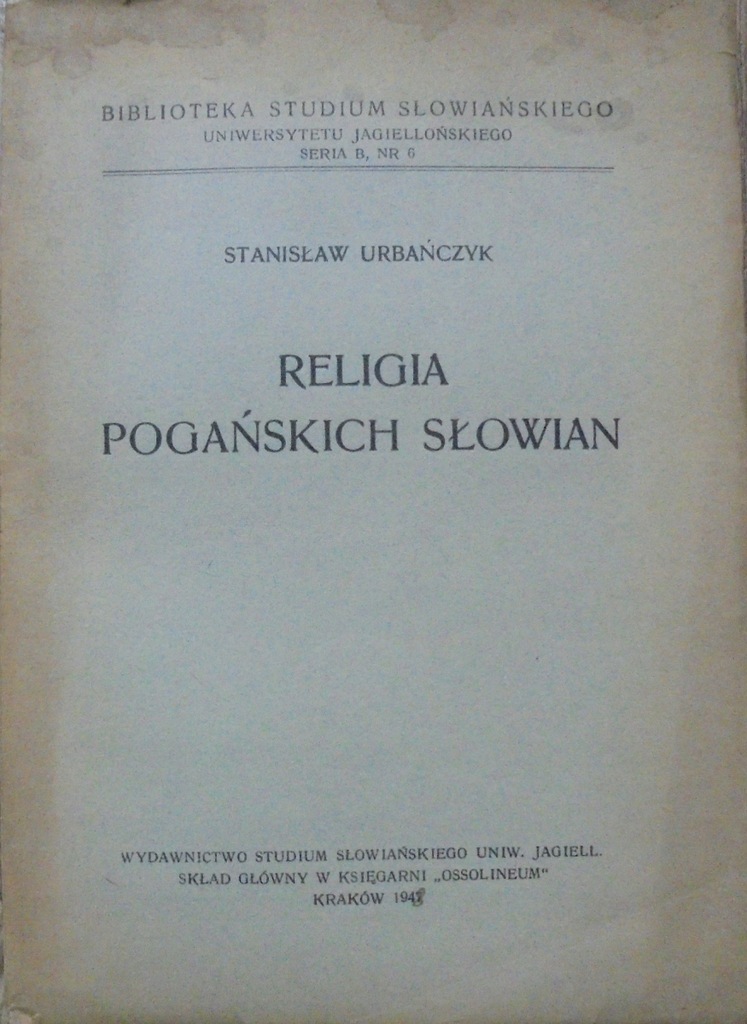 BIBLIOTEKA STUDIUM SŁOWIAŃSKIEGO
UNIWERSYTETU JAGIELLOŃSKIEGO
SERIA B, NR 6
STANISŁAW URBAŃCZYK
RELIGIA
POGAŃSKICH SŁOWIAN
WYDAWNICTWO STUDIUM SŁOWIAŃSKIEGO UNIW. JAGIELL.
SKŁAD GŁÓWNY W KSIĘGARNI „OSSOLINEUM"
KRAKÓW